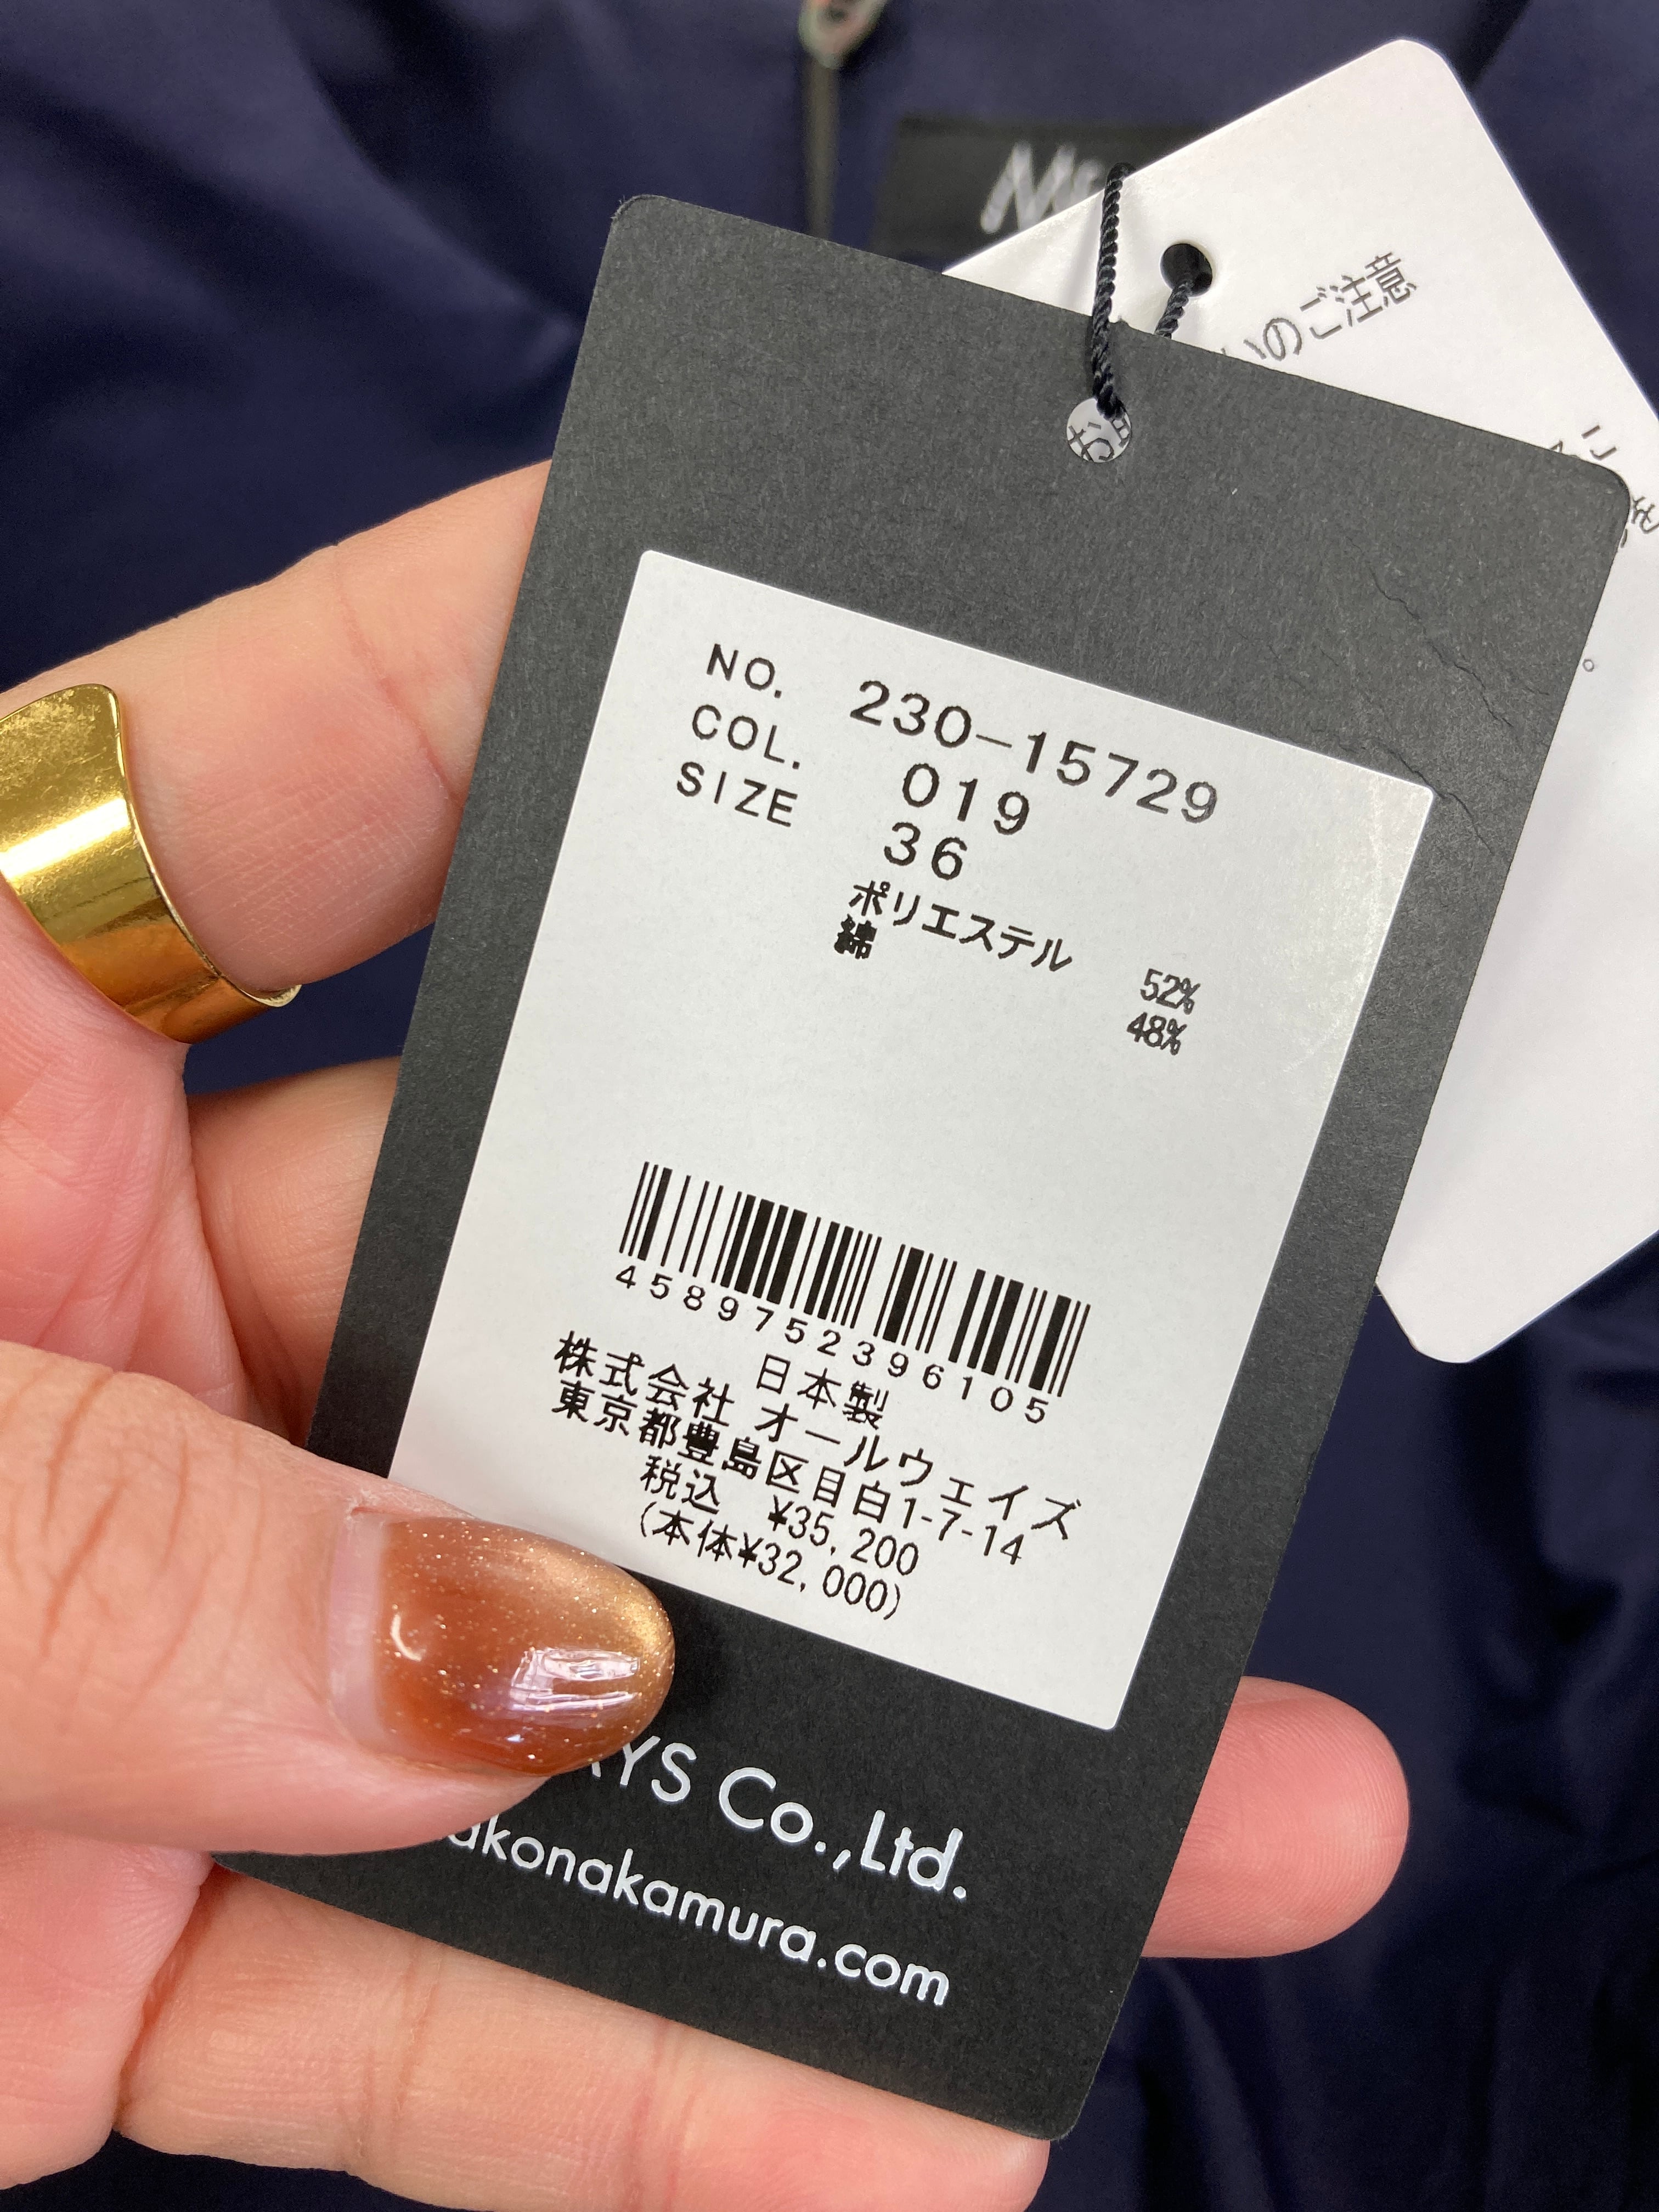 いのご注意
NO. 230-15729
COL. 019
SIZE 36
ポリエステル 52%
綿 48%
4589752396105
日本製
株式会社 オールウェイズ
東京都豊島区目白1-7-14
税込 ¥35,200
(本体¥32,000)
AYS Co.,Ltd.
akonakamura.com